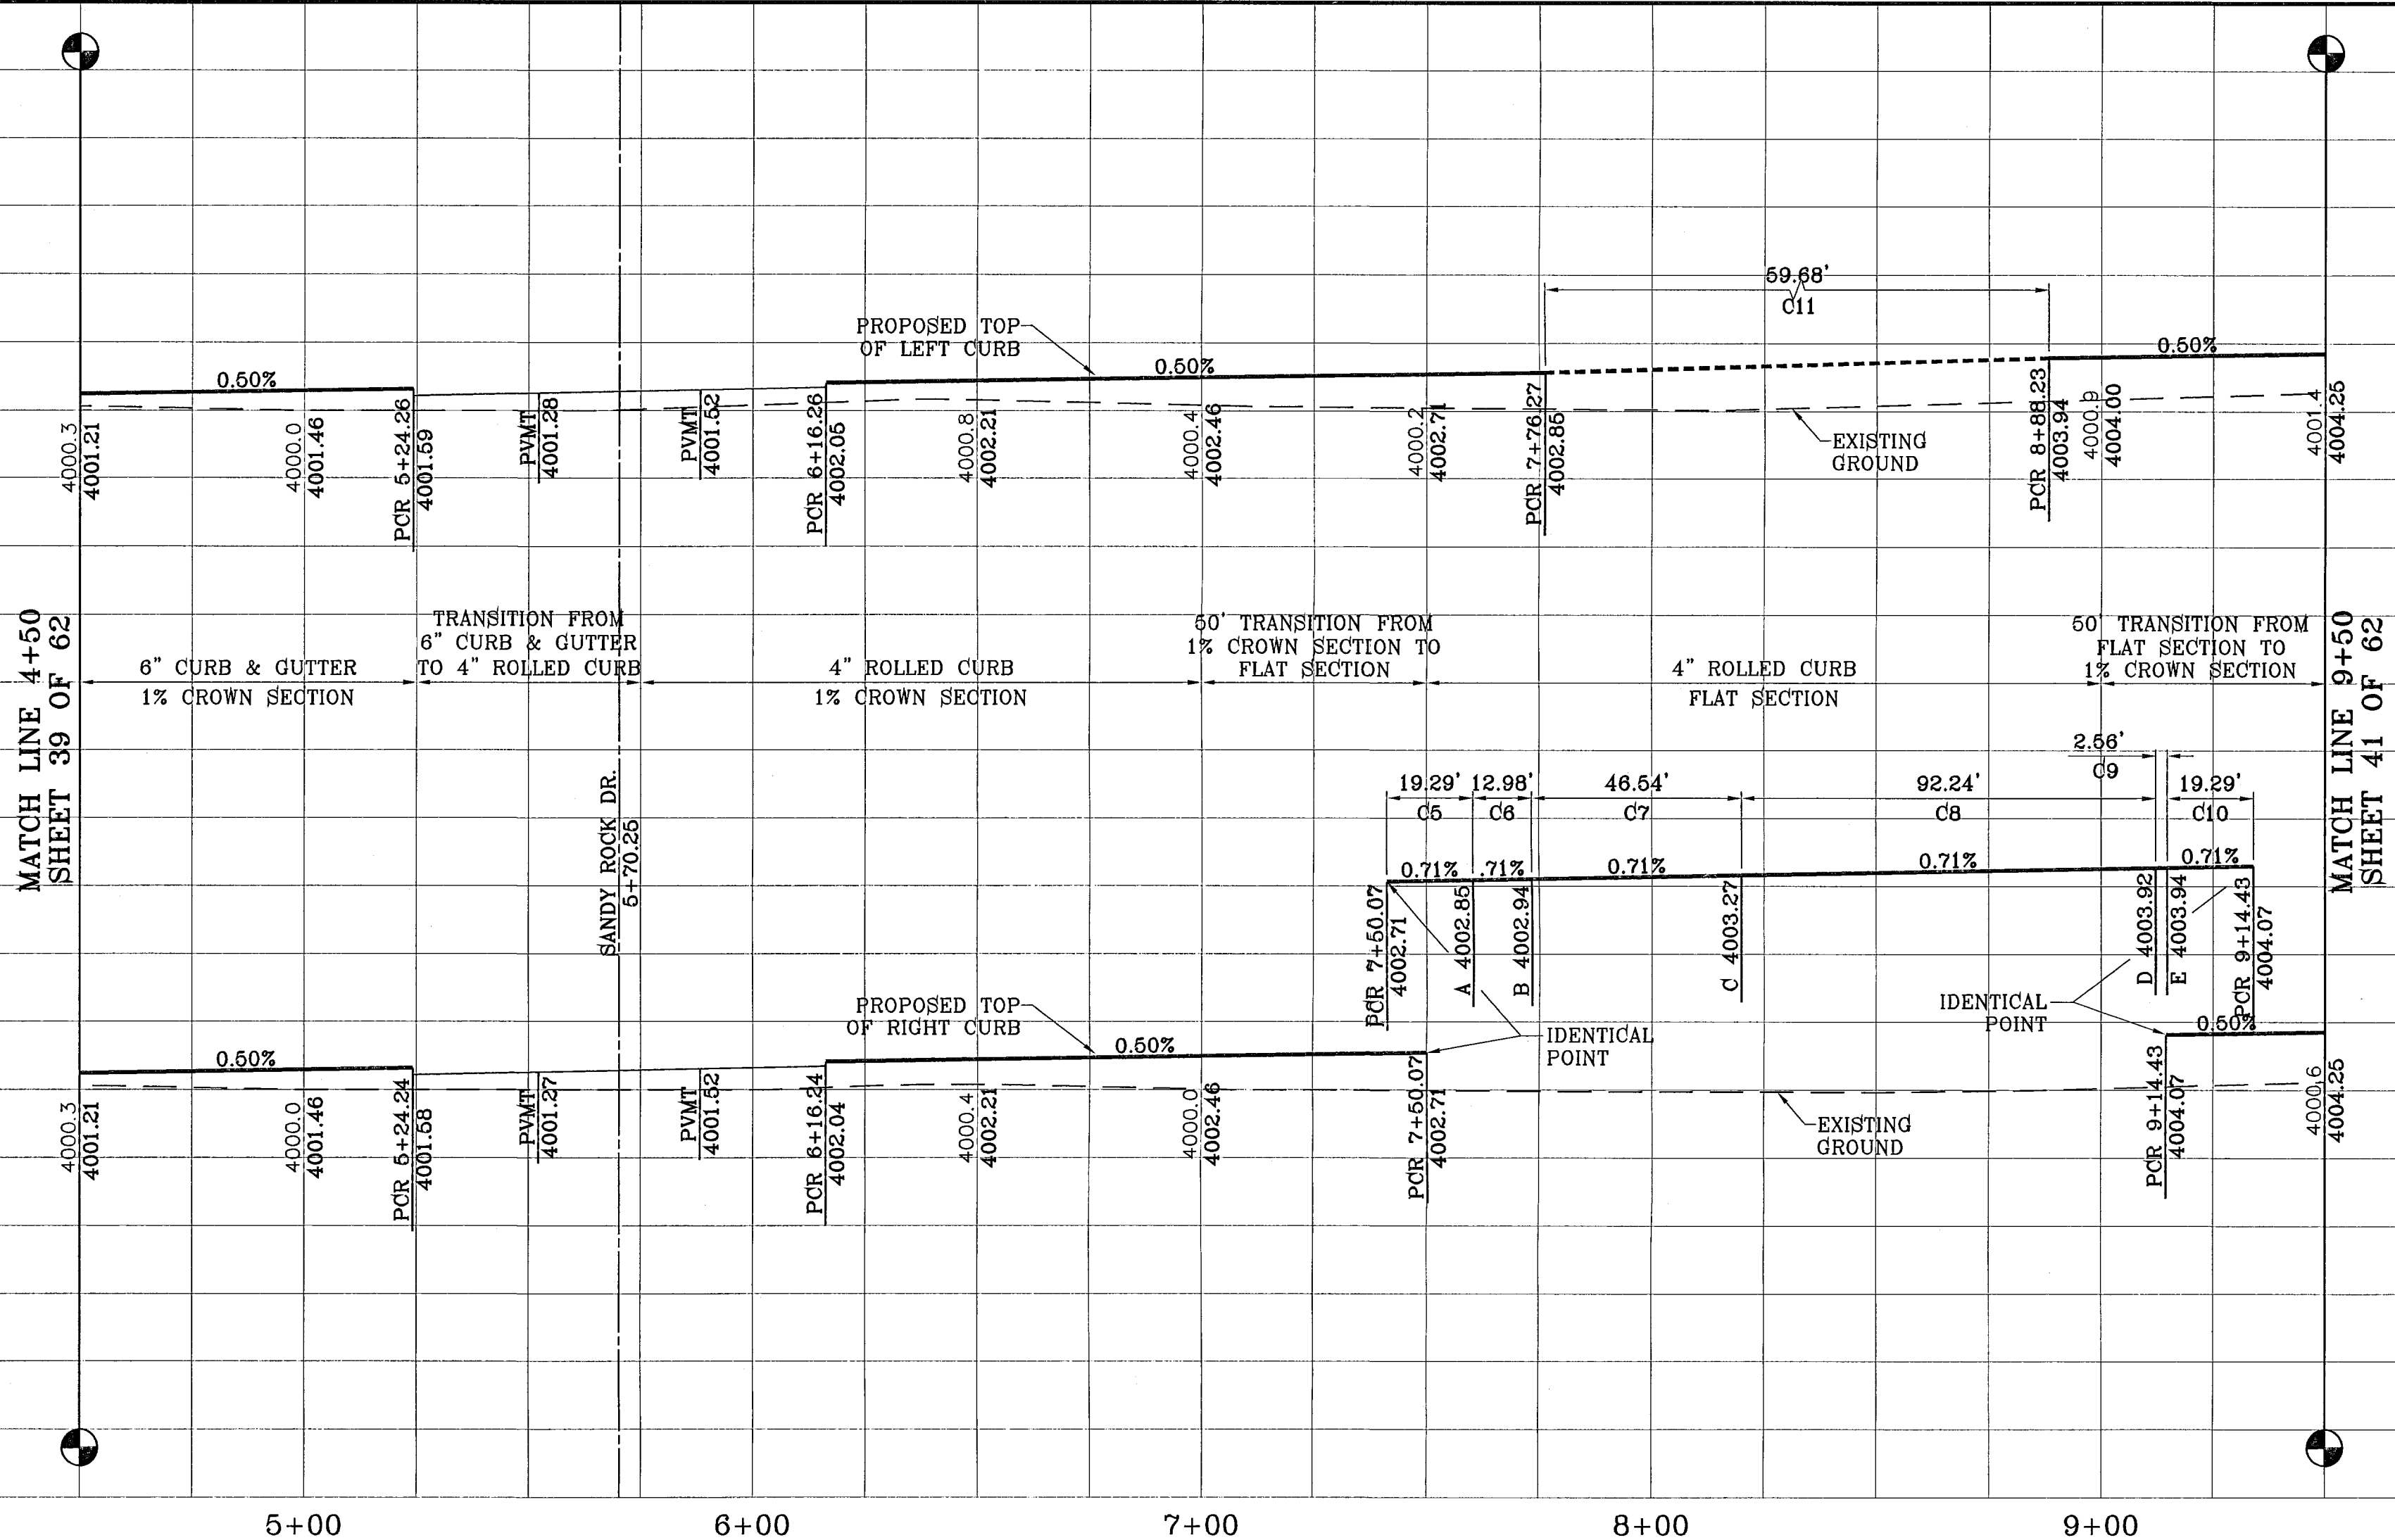 MATCH LINE 4+50
SHEET 39 OF 62
59.68'
C11
PROPOSED TOP
OF LEFT CURB
0.50%
0.50%
0.50%
4000.3
4001.21
4000.0
4001.46
PCR 5+24.26
4001.59
PVMT
4001.28
PVMT
4001.52
PCR 6+16.26
4002.05
4000.8
4002.21
4000.4
4002.46
4000.2
4002.71
PCR 7+76.27
4002.85
EXISTING
GROUND
PCR 8+88.23
4003.94
4000.9
4004.00
4001.4
4004.25
6" CURB & GUTTER
1% CROWN SECTION
TRANSITION FROM
6" CURB & GUTTER
TO 4" ROLLED CURB
4" ROLLED CURB
1% CROWN SECTION
50' TRANSITION FROM
1% CROWN SECTION TO
FLAT SECTION
4" ROLLED CURB
FLAT SECTION
50' TRANSITION FROM
FLAT SECTION TO
1% CROWN SECTION
MATCH LINE 9+50
SHEET 41 OF 62
SANDY ROCK DR.
5+70.25
19.29'
C5
12.98'
C6
46.54'
C7
92.24'
C8
2.56'
C9
19.29'
C10
0.71%
.71%
0.71%
0.71%
0.71%
PCR 7+50.07
4002.71
A 4002.85
B 4002.94
C 4003.27
D 4003.92
E 4003.94
PCR 9+14.43
4004.07
IDENTICAL
POINT
IDENTICAL
POINT
PROPOSED TOP
OF RIGHT CURB
0.50%
0.50%
0.50%
4000.3
4001.21
4000.0
4001.46
PCR 5+24.24
4001.58
PVMT
4001.27
PVMT
4001.52
PCR 6+16.24
4002.04
4000.4
4002.21
4000.0
4002.46
PCR 7+50.07
4002.71
EXISTING
GROUND
PCR 9+14.43
4004.07
4000.6
4004.25
5+00
6+00
7+00
8+00
9+00